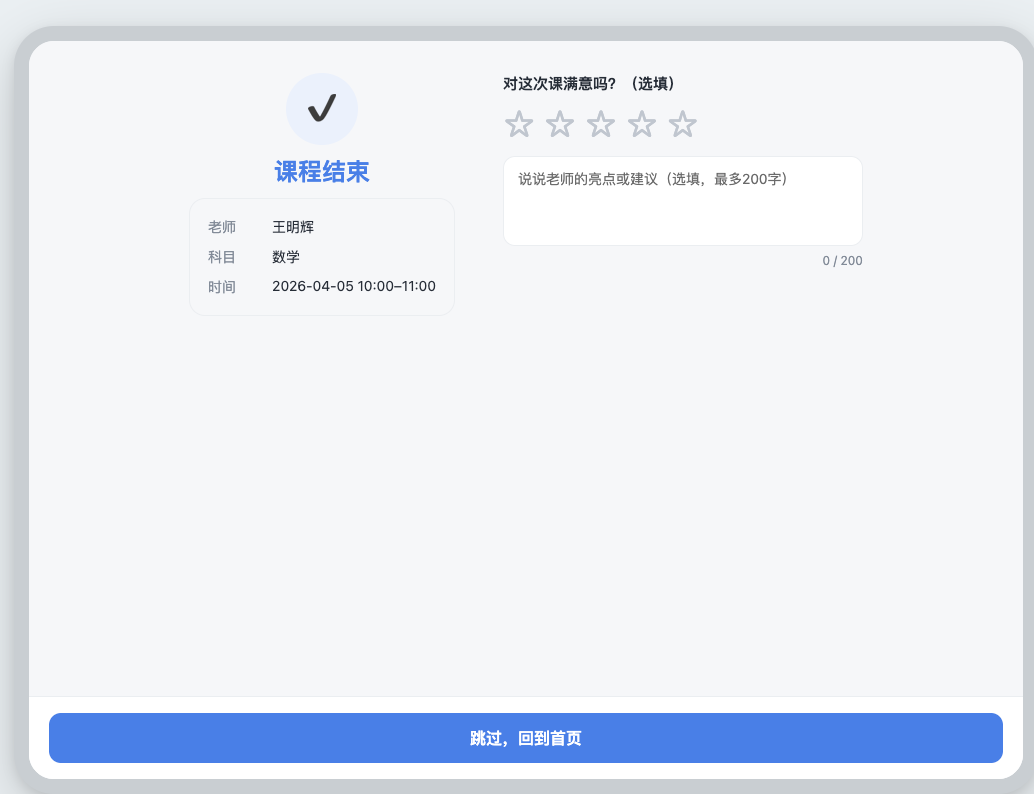 课程结束
老师 王明辉
科目 数学
时间 2026-04-05 10:00–11:00
对这次课满意吗？（选填）
说说老师的亮点或建议（选填，最多200字）
0 / 200
跳过，回到首页